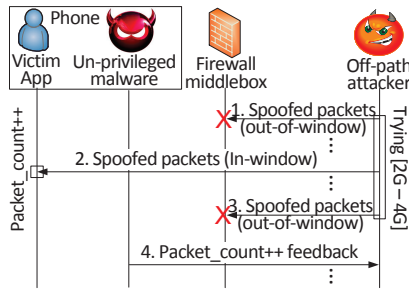 Phone
Victim
App
Un-privileged
malware
Firewall
middlebox
Off-path
attacker
1. Spoofed packets
(out-of-window)
...
2. Spoofed packets (In-window)
...
3. Spoofed packets
(out-of-window)
4. Packet_count++ feedback
...
Packet_count++
Trying [2G – 4G]